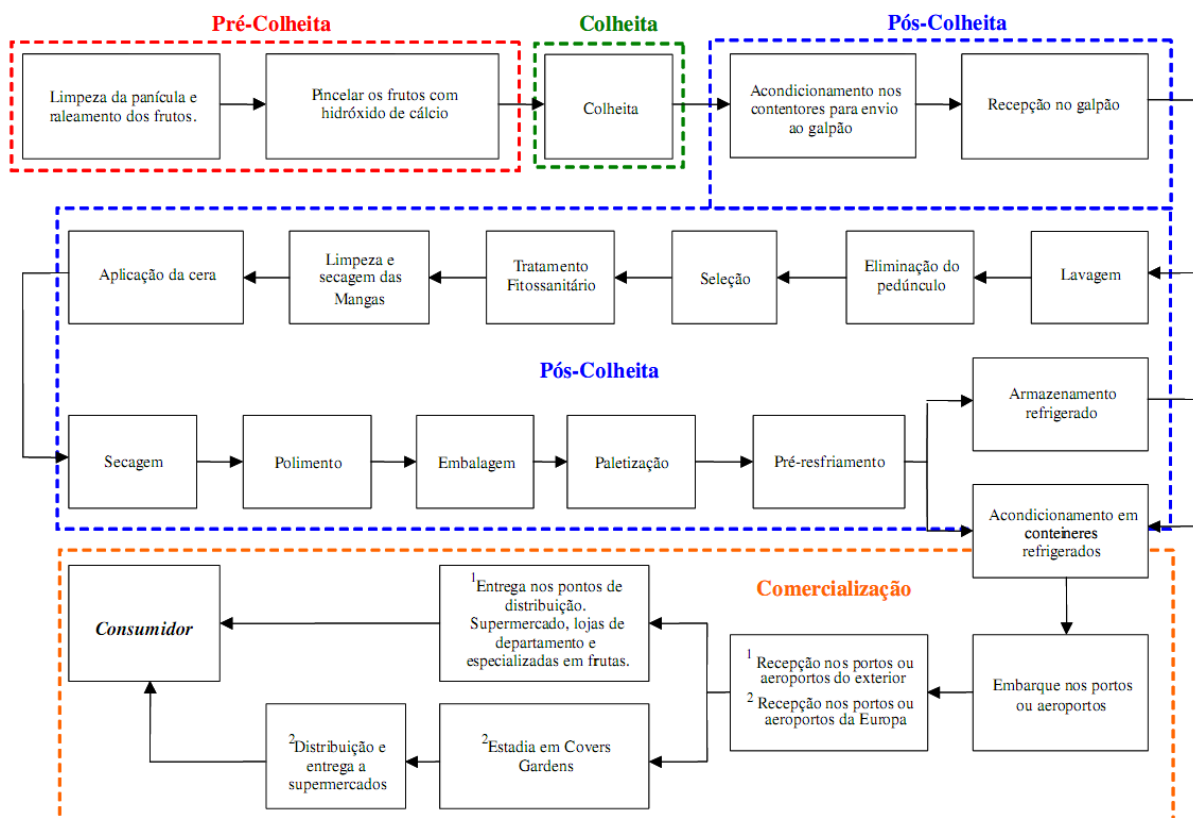 Pré-Colheita
Colheita
Pós-Colheita
Limpeza da panícula e
raleamento dos frutos.
Pincelar os frutos com
hidróxido de cálcio
Colheita
Acondicionamento nos
contentores para envio
ao galpão
Recepção no galpão
Aplicação da cera
Limpeza e
secagem das
Mangas
Tratamento
Fitossanitário
Seleção
Eliminação do
pedúnculo
Lavagem
Pós-Colheita
Secagem
Polimento
Embalagem
Paletização
Pré-resfriamento
Armazenamento
refrigerado
Acondicionamento em
conteineres
refrigerados
Comercialização
Consumidor
1Entrega nos pontos de
distribuição.
Supermercado, lojas de
departamento e
especializadas em frutas.
1 Recepção nos portos ou
aeroportos do exterior
2 Recepção nos portos ou
aeroportos da Europa
Embarque nos portos
ou aeroportos
2Distribuição e
entrega a
supermercados
2Estadia em Covers
Gardens